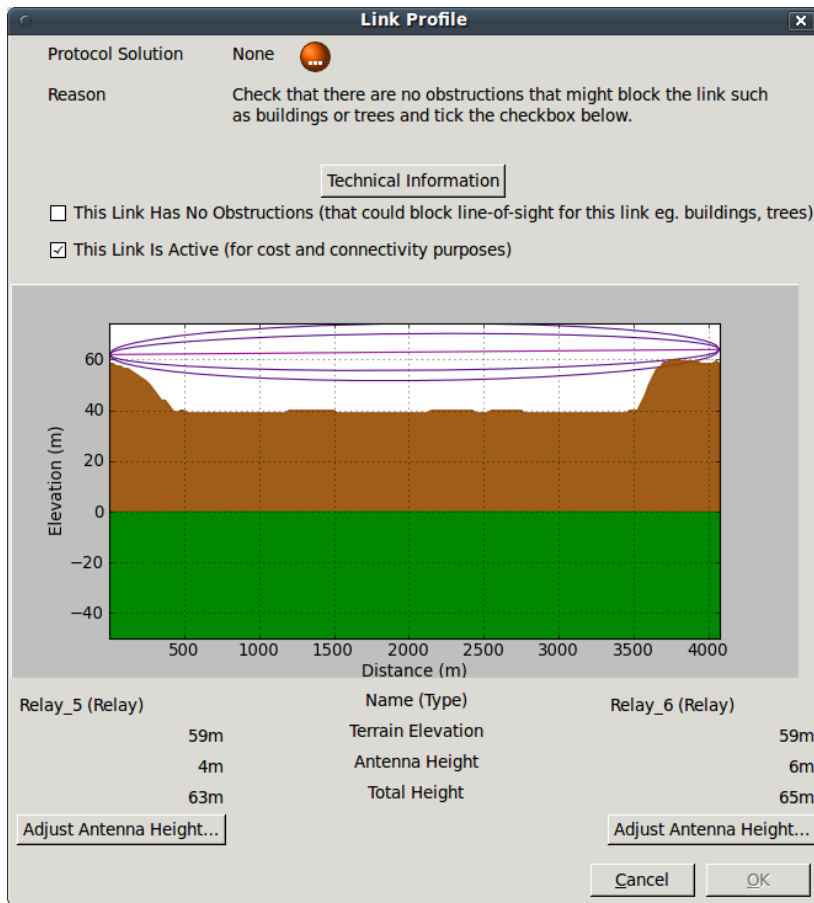 Link Profile
Protocol Solution None ...
Reason Check that there are no obstructions that might block the link such
as buildings or trees and tick the checkbox below.
Technical Information
This Link Has No Obstructions (that could block line-of-sight for this link eg. buildings, trees)
This Link Is Active (for cost and connectivity purposes)
60
40
20
0
−20
−40
Elevation (m)
500 1000 1500 2000 2500 3000 3500 4000
Distance (m)
Relay_5 (Relay) Name (Type) Relay_6 (Relay)
59m Terrain Elevation 59m
4m Antenna Height 6m
63m Total Height 65m
Adjust Antenna Height... Adjust Antenna Height...
Cancel OK